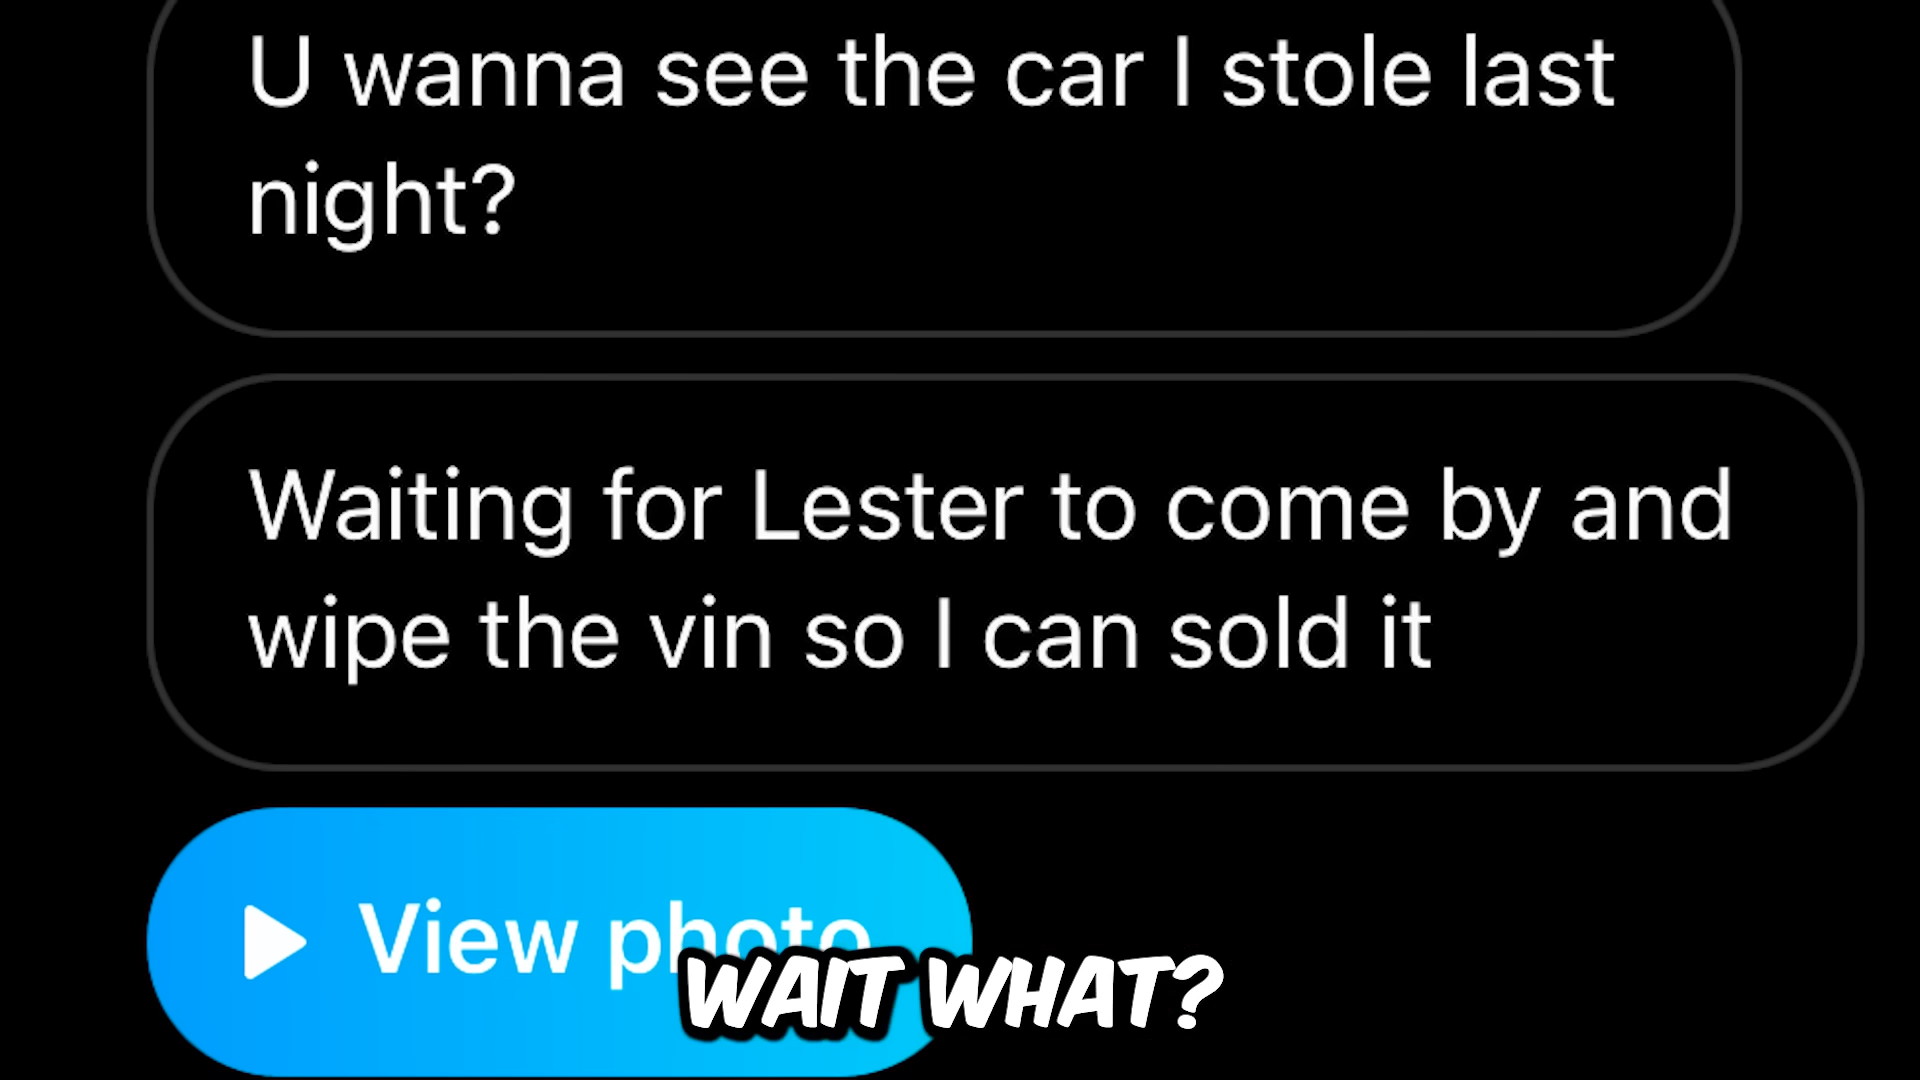 U wanna see the car I stole last
night?
Waiting for Lester to come by and
wipe the vin so I can sold it
View photo
WAIT WHAT?